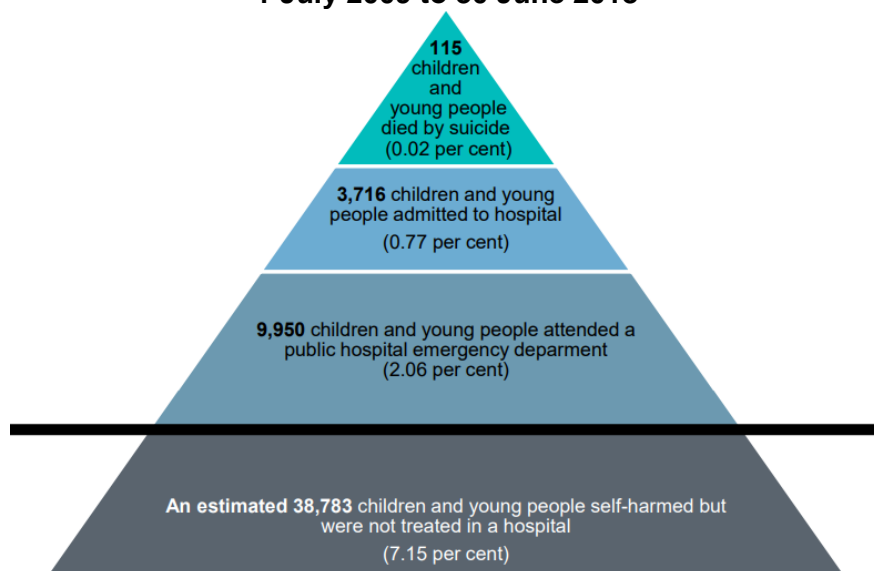 July to June
115
children
and
young people
died by suicide
(0.02 per cent)
3,716 children and young
people admitted to hospital
(0.77 per cent)
9,950 children and young people attended a
public hospital emergency deparment
(2.06 per cent)
An estimated 38,783 children and young people self-harmed but
were not treated in a hospital
(7.15 per cent)